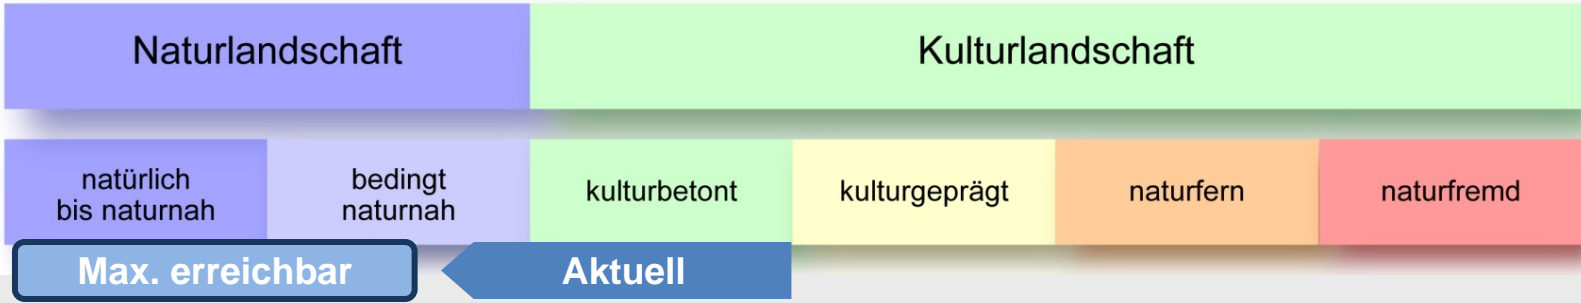 Naturlandschaft
Kulturlandschaft
natürlich
bis naturnah
bedingt
naturnah
kulturbetont
kulturgeprägt
naturfern
naturfremd
Max. erreichbar
Aktuell